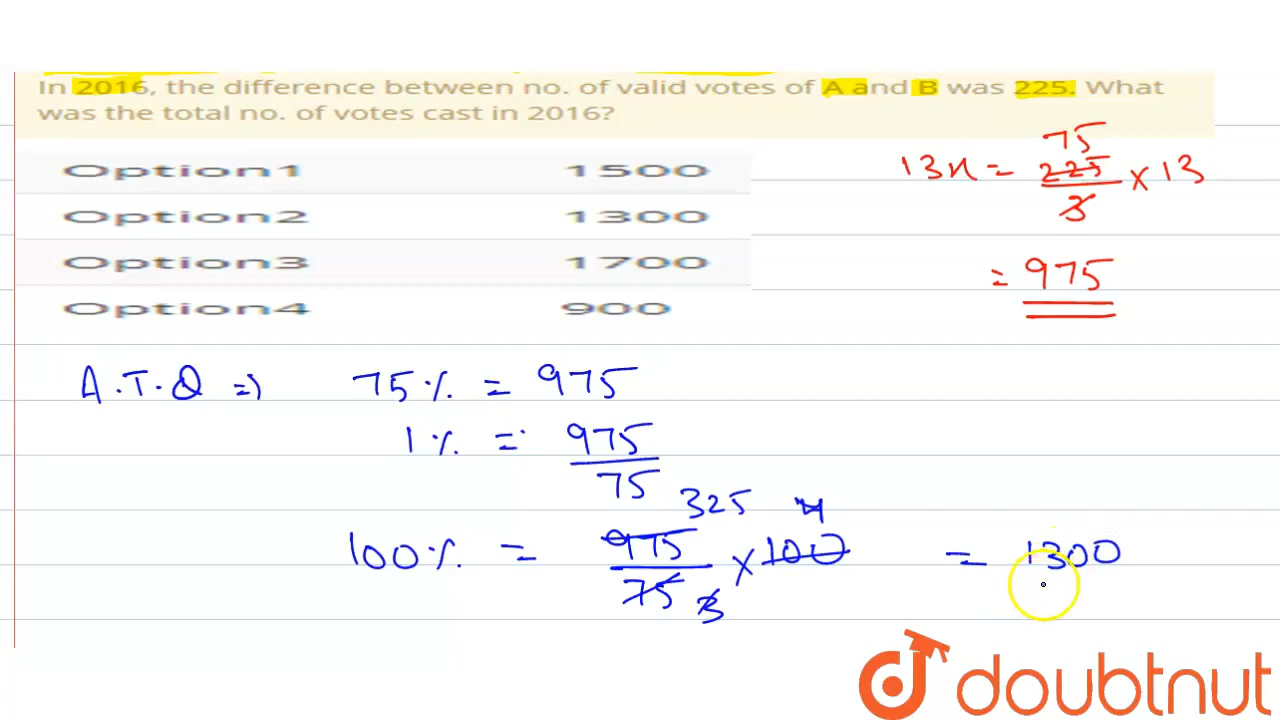 In 2016, the difference between no. of valid votes of A and B was 225. What
was the total no. of votes cast in 2016?
Option1 1500
Option2 1300
Option3 1700
Option4 900
75
13x = 225/3 × 13
= 975
A.T.Q => 75% = 975
1% = 975/75
325 4
100% = 975/75 3 × 100 = 1300
doubtnut